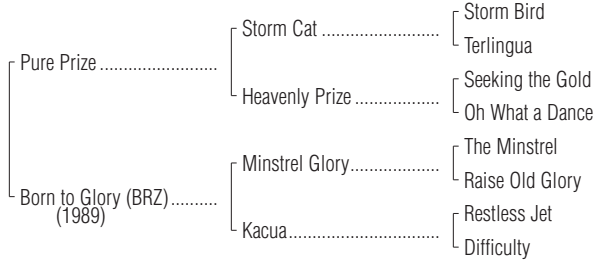 Storm Bird
Storm Cat ........................
Terlingua
Pure Prize ........................
Seeking the Gold
Heavenly Prize .................
Oh What a Dance
The Minstrel
Minstrel Glory..................
Raise Old Glory
Born to Glory (BRZ)..........
(1989)
Restless Jet
Kacua...............................
Difficulty